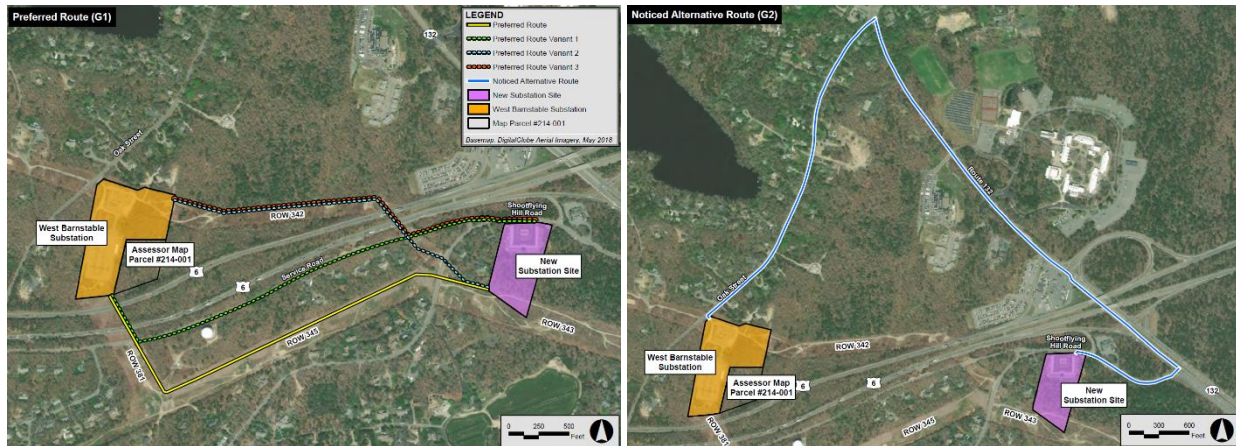 Preferred Route (G1)
LEGEND
Preferred Route
Preferred Route Variant 1
Preferred Route Variant 2
Preferred Route Variant 3
Noticed Alternative Route
New Substation Site
West Barnstable Substation
Map Parcel #214-001
Basemap: DigitalGlobe Aerial Imagery, May 2018
132
Oak Street
ROW 342
Shootflying
Hill Road
West Barnstable
Substation
Assessor Map
Parcel #214-001
6
6
Service Road
New
Substation Site
ROW 345
ROW 343
ROW 381
0 250 500
Feet
Noticed Alternative Route (G2)
Route 132
Oak Street
ROW 342
Shootflying
Hill Road
West Barnstable
Substation
Assessor Map
Parcel #214-001
6
6
132
New
Substation Site
ROW 345
ROW 343
ROW 381
0 300 600
Feet